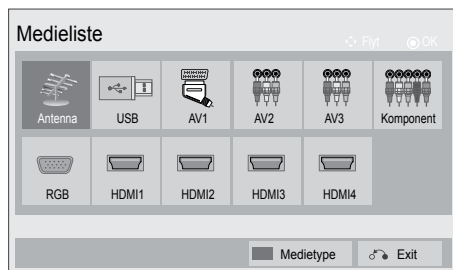 Medieliste
Flyt OK
Antenna USB AV1 AV2 AV3 Komponent
RGB HDMI1 HDMI2 HDMI3 HDMI4
Medietype Exit